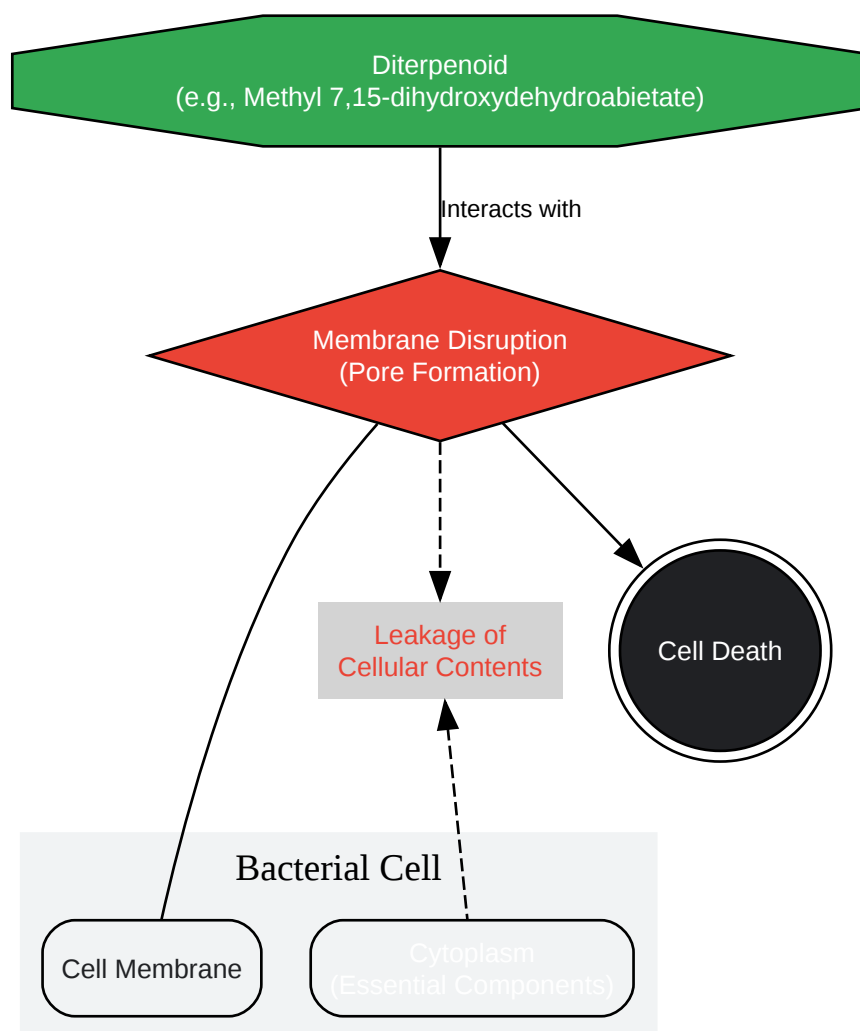 Diterpenoid
(e.g., Methyl 7,15-dihydroxydehydroabietate)
Interacts with
Membrane Disruption
(Pore Formation)
Leakage of
Cellular Contents
Cell Death
Bacterial Cell
Cell Membrane
Cytoplasm
(Essential Components)